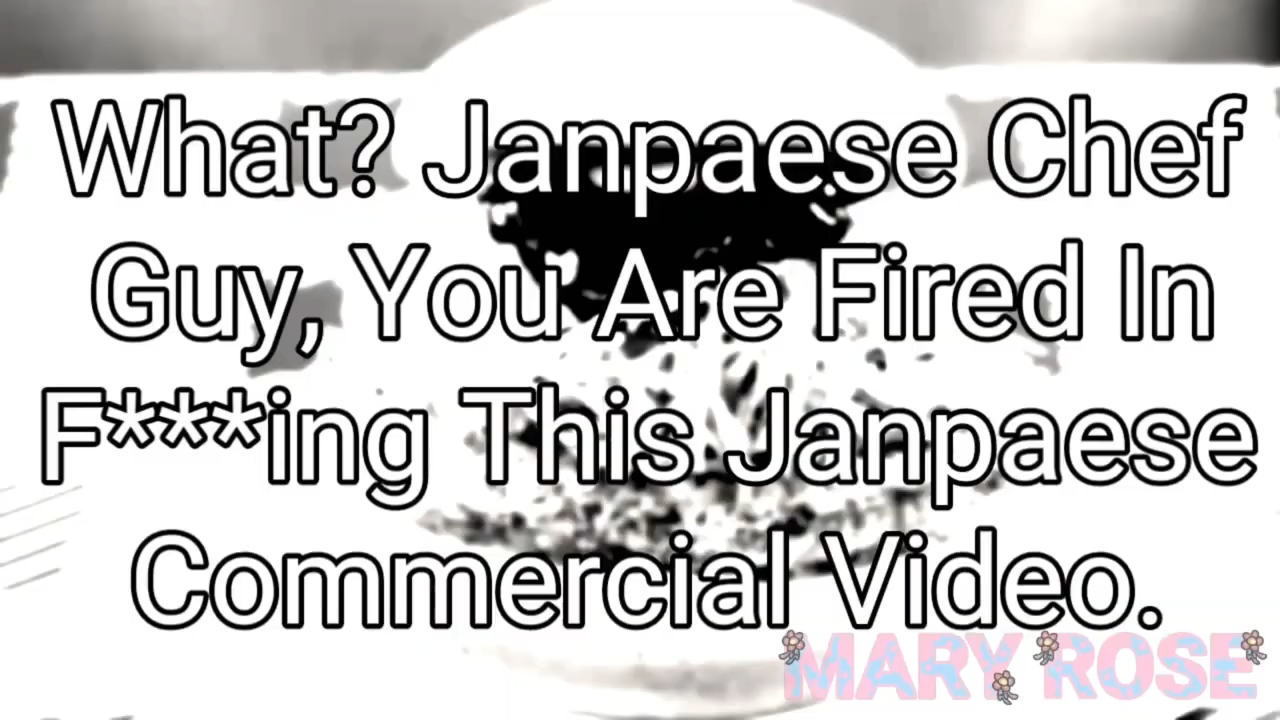 What? Janpaese Chef
Guy, You Are Fired In
F***ing This Janpaese
Commercial Video.
MARY ROSE